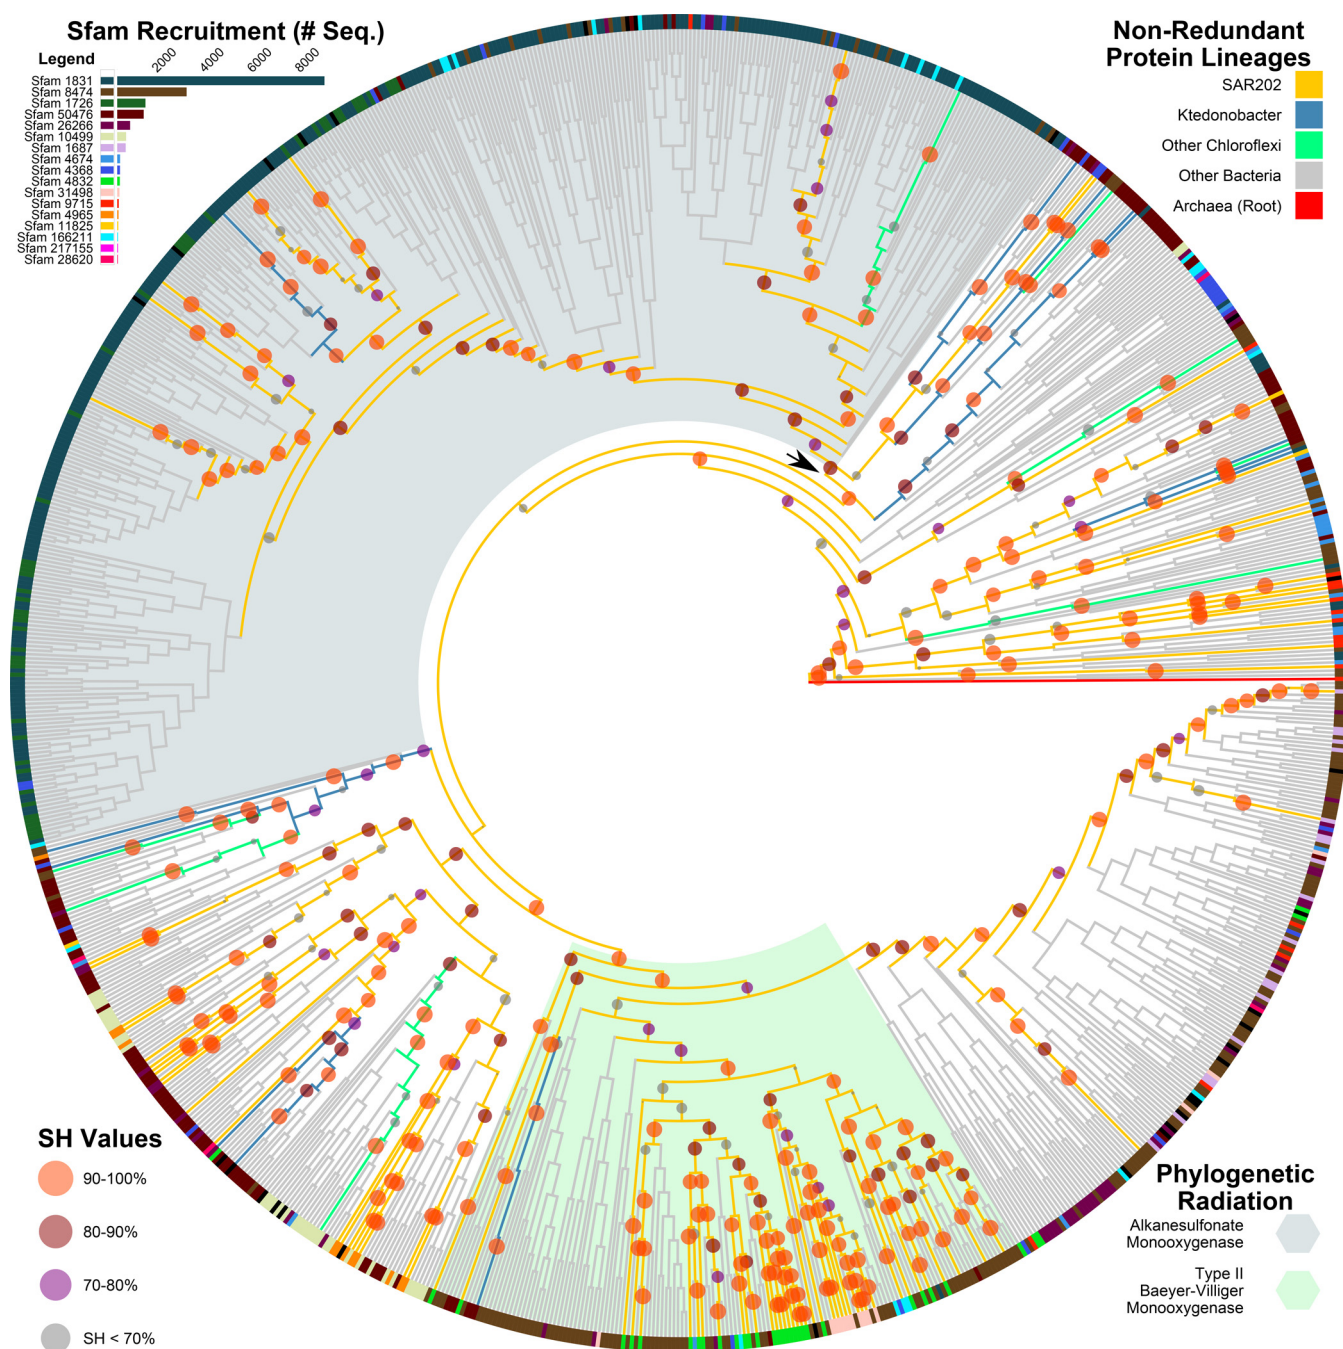 Sfam Recruitment (# Seq.)
Legend
2000
4000
6000
8000
Sfam 1831
Sfam 8474
Sfam 1726
Sfam 50476
Sfam 26266
Sfam 10499
Sfam 1687
Sfam 4674
Sfam 4368
Sfam 4832
Sfam 31498
Sfam 9715
Sfam 4965
Sfam 11825
Sfam 166211
Sfam 217155
Sfam 28620
Non-Redundant
Protein Lineages
SAR202
Ktedonobacter
Other Chloroflexi
Other Bacteria
Archaea (Root)
SH Values
90-100%
80-90%
70-80%
SH < 70%
Phylogenetic
Radiation
Alkanesulfonate
Monooxygenase
Type II
Baeyer-Villiger
Monooxygenase